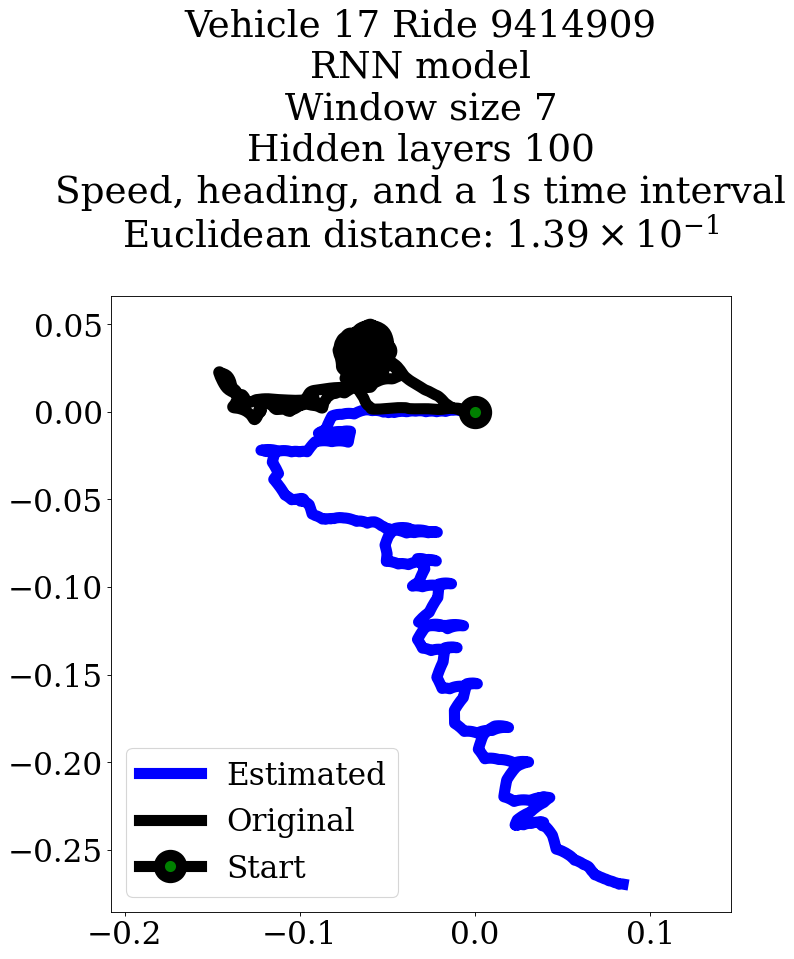 Vehicle 17 Ride 9414909
RNN model
Window size 7
Hidden layers 100
Speed, heading, and a 1s time interval
Euclidean distance: 1.39 × 10⁻¹
0.05
0.00
−0.05
−0.10
−0.15
−0.20
−0.25
Estimated
Original
Start
−0.2
−0.1
0.0
0.1